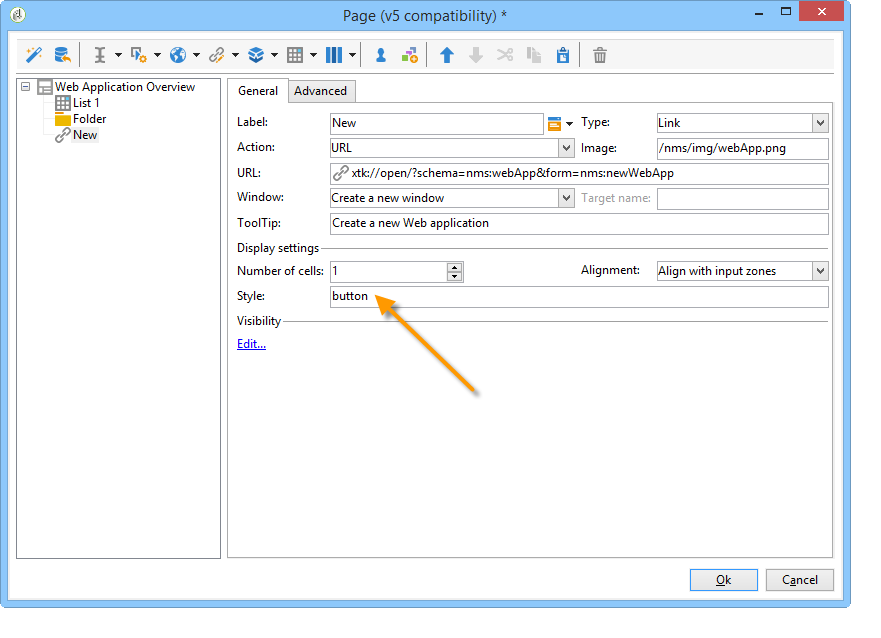 Page (v5 compatibility) *
Web Application Overview
List 1
Folder
New
General Advanced
Label: New Type: Link
Action: URL Image: /nms/img/webApp.png
URL: xtk://open/?schema=nms:webApp&form=nms:newWebApp
Window: Create a new window Target name:
ToolTip: Create a new Web application
Display settings
Number of cells: 1 Alignment: Align with input zones
Style: button
Visibility
Edit...
Ok Cancel